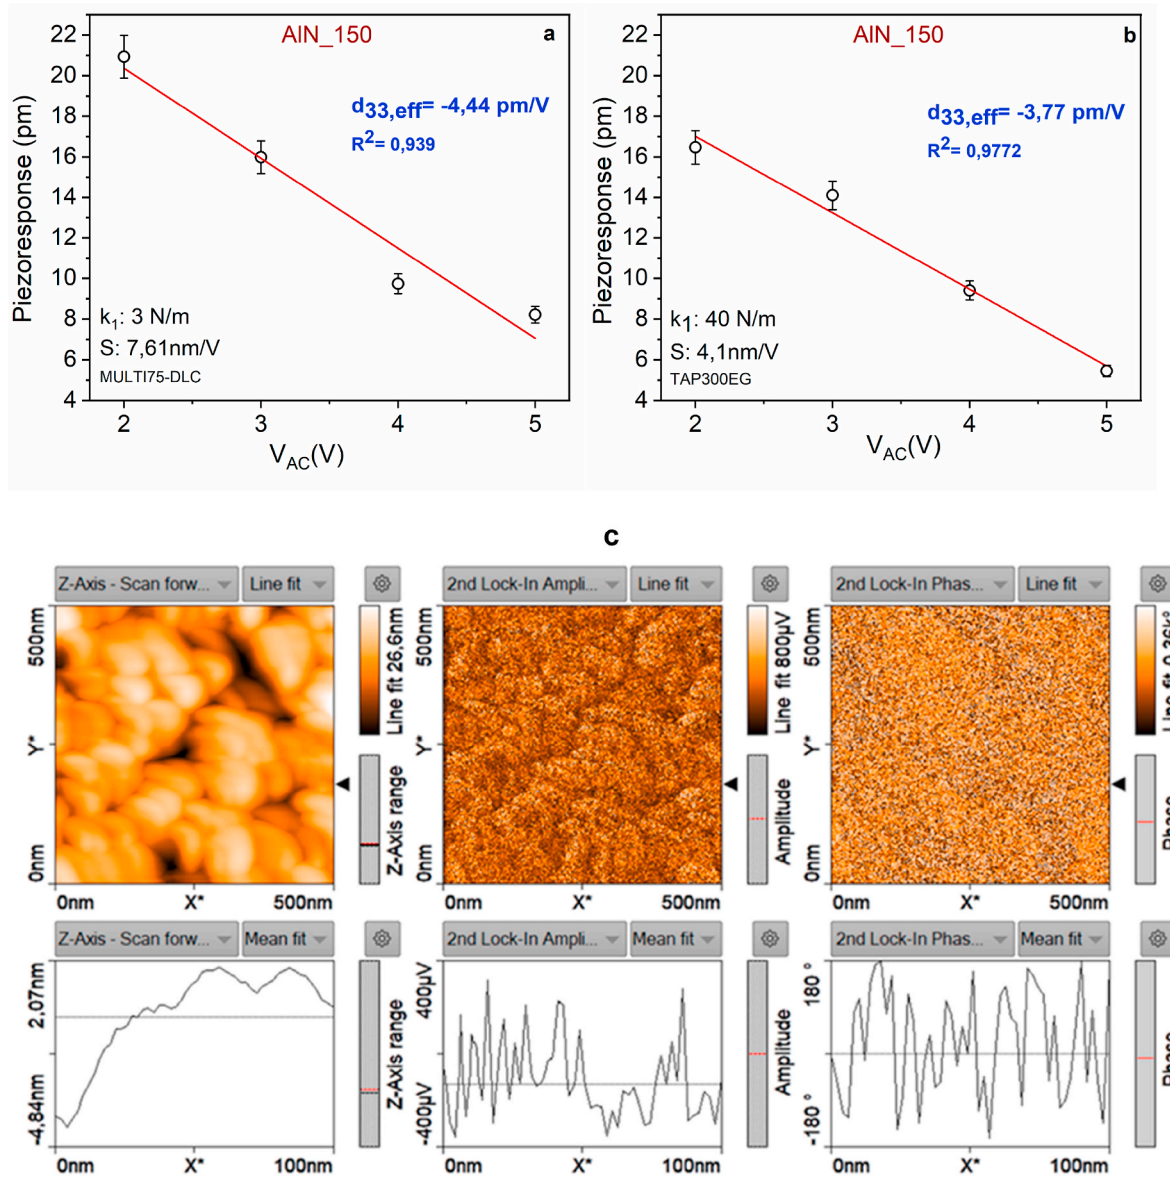 AlN_150
a
d33,eff= -4,44 pm/V
R2= 0,939
k1: 3 N/m
S: 7,61nm/V
MULTI75-DLC
Piezoresponse (pm)
22
20
18
16
14
12
10
8
6
4
2 3 4 5
VAC(V)
AlN_150
b
d33,eff= -3,77 pm/V
R2= 0,9772
k1: 40 N/m
S: 4,1nm/V
TAP300EG
Piezoresponse (pm)
22
20
18
16
14
12
10
8
6
4
2 3 4 5
VAC(V)
c
Z-Axis - Scan forw... Line fit
500nm
Y*
0nm
0nm X* 500nm
Line fit 26,6nm
Z-Axis range
2nd Lock-In Ampli... Line fit
500nm
Y*
0nm
0nm X* 500nm
Line fit 800µV
Amplitude
2nd Lock-In Phas... Line fit
500nm
Y*
0nm
0nm X* 500nm
Line fit 0,36k°
Phase
Z-Axis - Scan forw... Mean fit
2,07nm
-4,84nm
0nm X* 100nm
Z-Axis range
2nd Lock-In Ampli... Mean fit
400µV
-400µV
0nm X* 100nm
Amplitude
2nd Lock-In Phas... Mean fit
180 °
-180 °
0nm X* 100nm
Phase